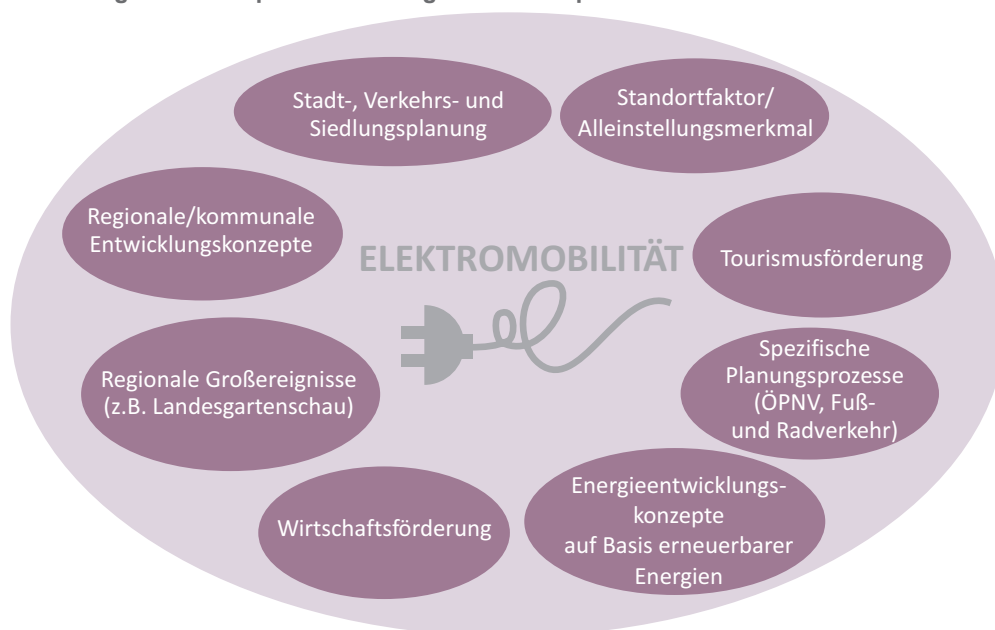 Stadt-, Verkehrs- und
Siedlungsplanung
Standortfaktor/
Alleinstellungsmerkmal
Regionale/kommunale
Entwicklungskonzepte
ELEKTROMOBILITÄT
Tourismusförderung
Regionale Großereignisse
(z.B. Landesgartenschau)
Spezifische
Planungsprozesse
(ÖPNV, Fuß-
und Radverkehr)
Wirtschaftsförderung
Energieentwicklungs-
konzepte
auf Basis erneuerbarer
Energien